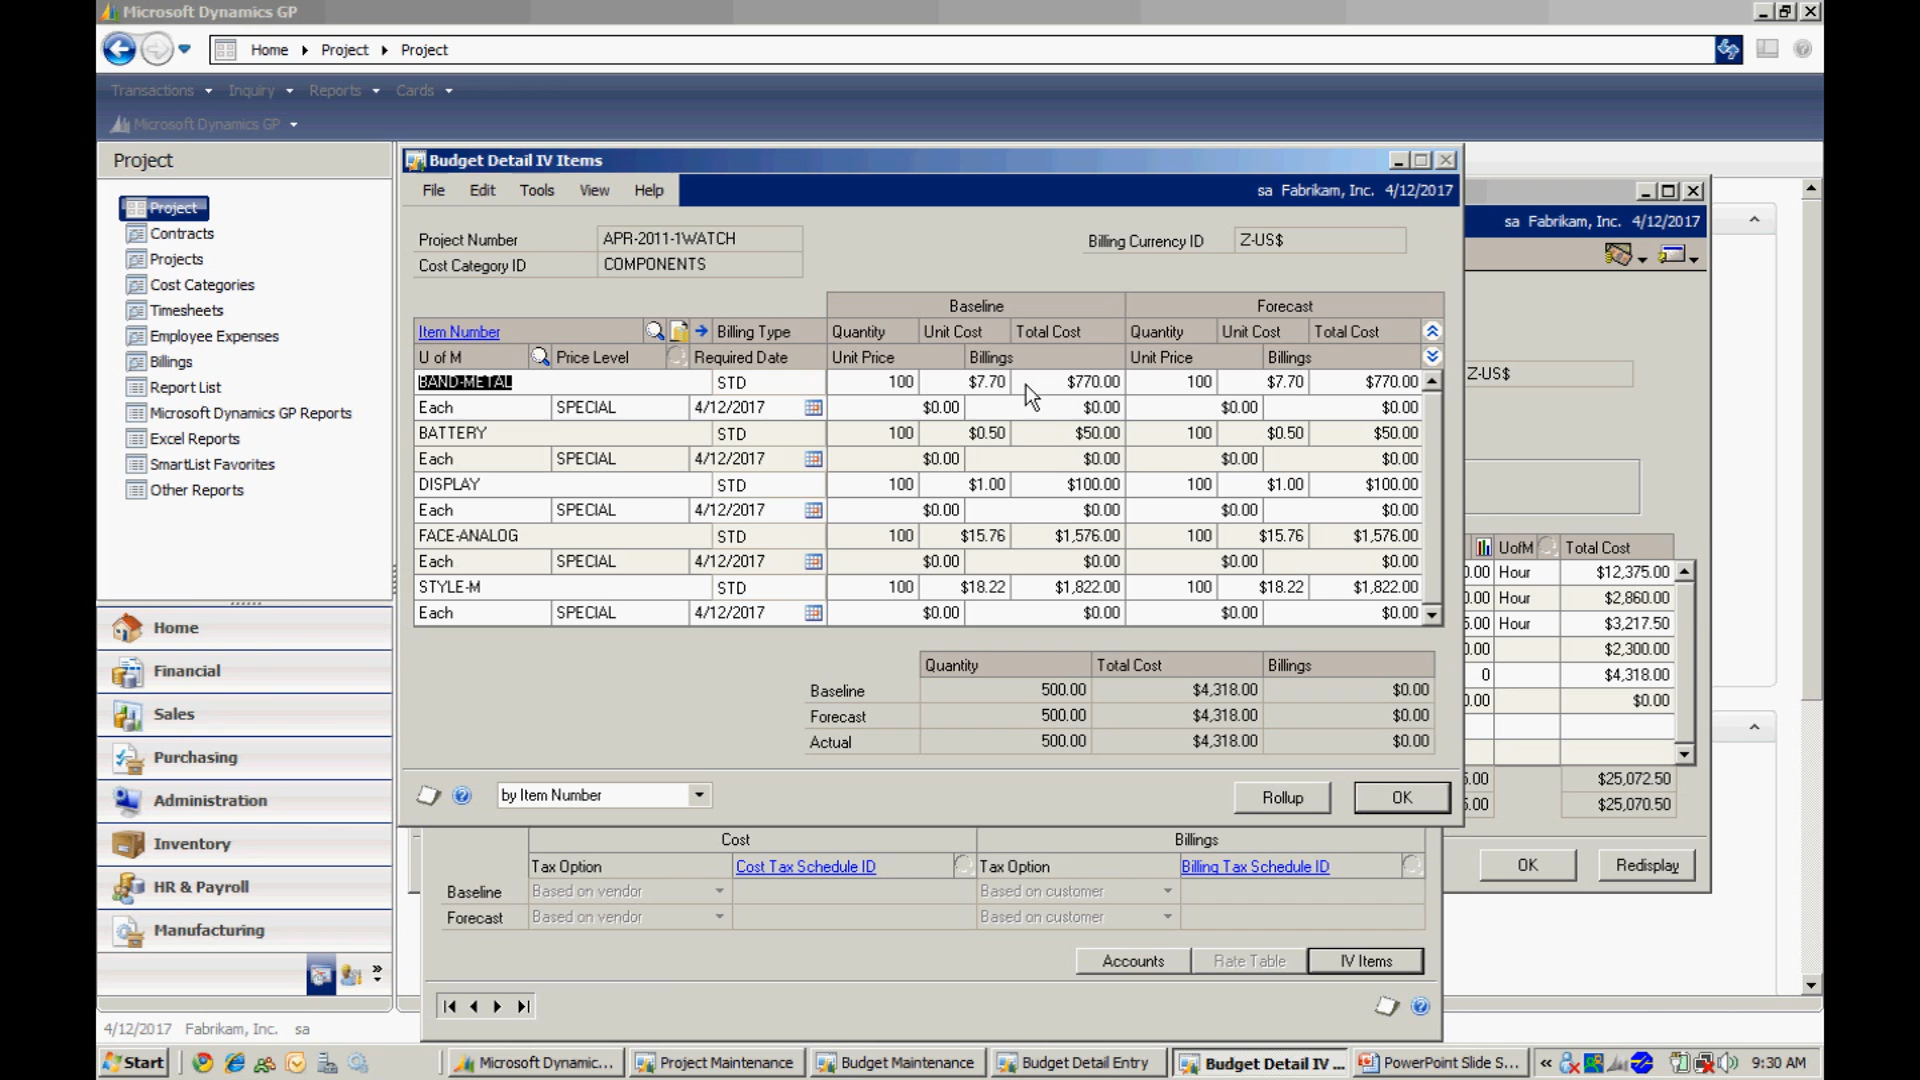 Microsoft Dynamics GP
Home Project Project
Transactions Inquiry Reports Cards
Microsoft Dynamics GP
Project
Project
Contracts
Projects
Cost Categories
Timesheets
Employee Expenses
Billings
Report List
Microsoft Dynamics GP Reports
Excel Reports
SmartList Favorites
Other Reports
Home
Financial
Sales
Purchasing
Administration
Inventory
HR & Payroll
Manufacturing
Budget Detail IV Items
File Edit Tools View Help sa Fabrikam, Inc. 4/12/2017
Project Number APR-2011-1WATCH Billing Currency ID Z-US$
Cost Category ID COMPONENTS
Baseline Forecast
Item Number Billing Type Quantity Unit Cost Total Cost Quantity Unit Cost Total Cost
U of M Price Level Required Date Unit Price Billings Unit Price Billings
BAND-METAL STD 100 $7.70 $770.00 100 $7.70 $770.00
Each SPECIAL 4/12/2017 $0.00 $0.00 $0.00 $0.00
BATTERY STD 100 $0.50 $50.00 100 $0.50 $50.00
Each SPECIAL 4/12/2017 $0.00 $0.00 $0.00 $0.00
DISPLAY STD 100 $1.00 $100.00 100 $1.00 $100.00
Each SPECIAL 4/12/2017 $0.00 $0.00 $0.00 $0.00
FACE-ANALOG STD 100 $15.76 $1,576.00 100 $15.76 $1,576.00
Each SPECIAL 4/12/2017 $0.00 $0.00 $0.00 $0.00
STYLE-M STD 100 $18.22 $1,822.00 100 $18.22 $1,822.00
Each SPECIAL 4/12/2017 $0.00 $0.00 $0.00 $0.00
Quantity Total Cost Billings
Baseline 500.00 $4,318.00 $0.00
Forecast 500.00 $4,318.00 $0.00
Actual 500.00 $4,318.00 $0.00
by Item Number Rollup OK
sa Fabrikam, Inc. 4/12/2017
Z-US$
UofM Total Cost
0.00 Hour $12,375.00
0.00 Hour $2,860.00
5.00 Hour $3,217.50
0.00 $2,300.00
0 $4,318.00
0.00 $0.00
5.00 $25,072.50
5.00 $25,070.50
OK Redisplay
Cost Billings
Tax Option Cost Tax Schedule ID Tax Option Billing Tax Schedule ID
Baseline Based on vendor Based on customer
Forecast Based on vendor Based on customer
Accounts Rate Table IV Items
4/12/2017 Fabrikam, Inc. sa
Start Microsoft Dynamic... Project Maintenance Budget Maintenance Budget Detail Entry Budget Detail IV ... PowerPoint Slide S... 9:30 AM